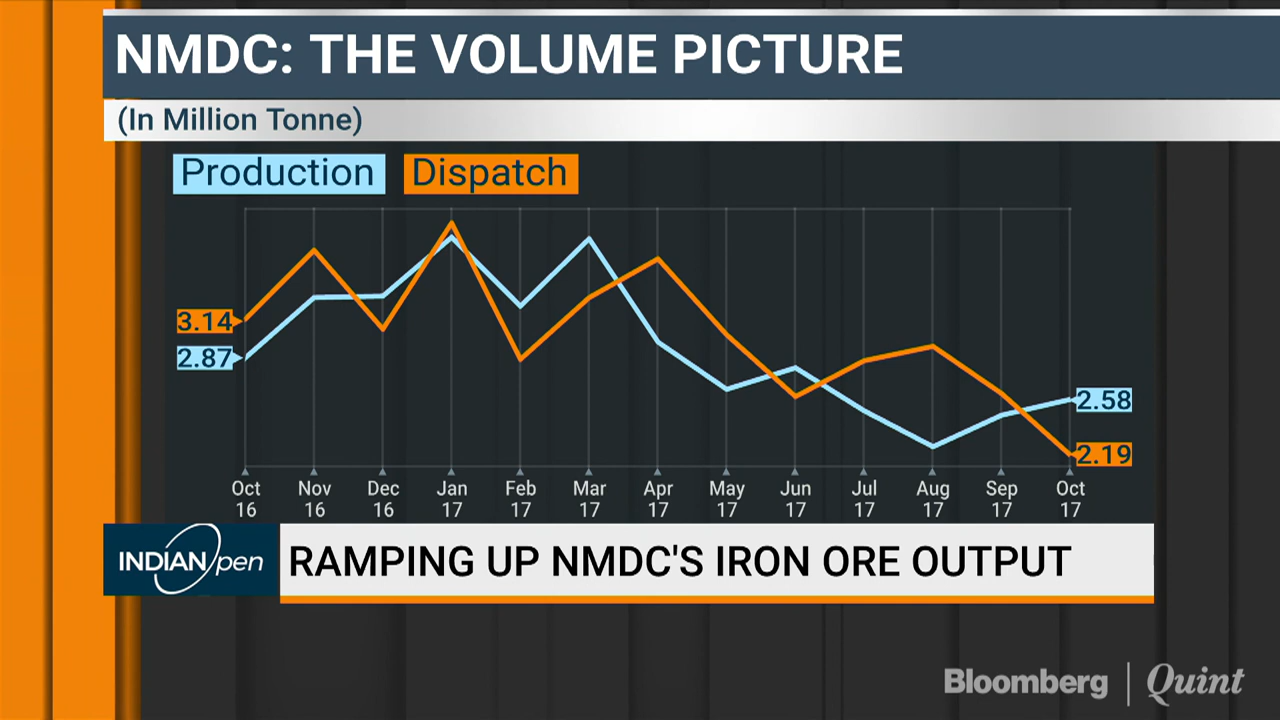 NMDC: THE VOLUME PICTURE
(In Million Tonne)
Production Dispatch
3.14
2.87
2.58
2.19
Oct Nov Dec Jan Feb Mar Apr May Jun Jul Aug Sep Oct
16 16 16 17 17 17 17 17 17 17 17 17 17
INDIAN Open RAMPING UP NMDC'S IRON ORE OUTPUT
Bloomberg | Quint